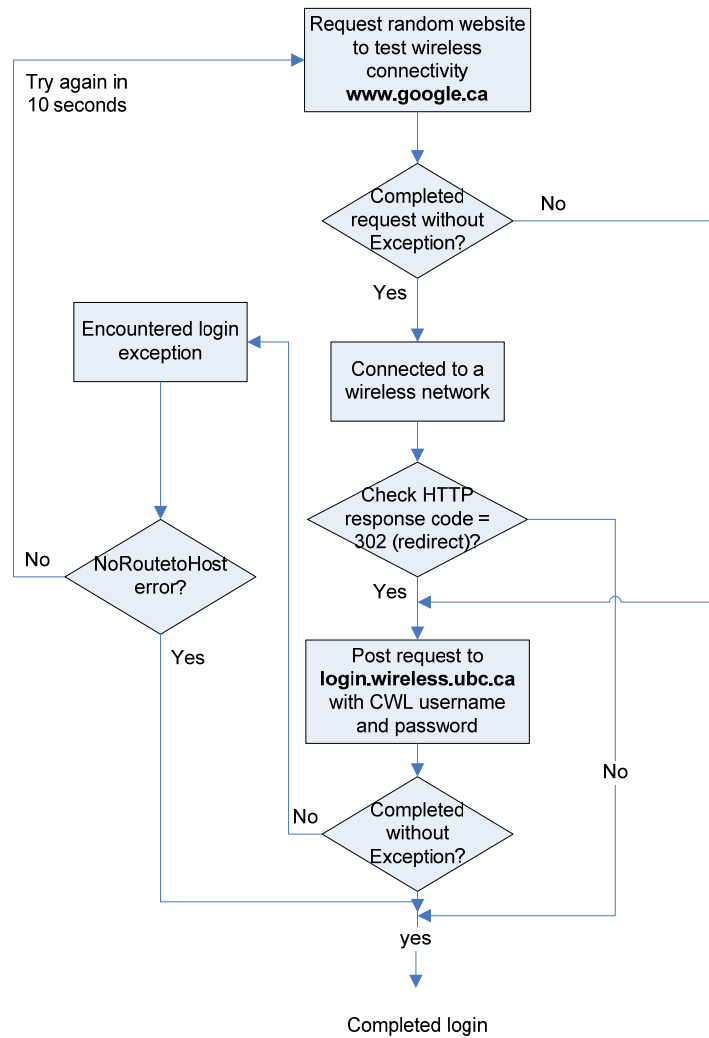 Request random website
to test wireless
connectivity
www.google.ca
Try again in
10 seconds
Completed
request without
Exception?
No
Yes
Encountered login
exception
Connected to a
wireless network
Check HTTP
response code =
302 (redirect)?
No
NoRoutetoHost
error?
Yes
Yes
Post request to
login.wireless.ubc.ca
with CWL username
and password
No
Completed
without
Exception?
No
yes
Completed login